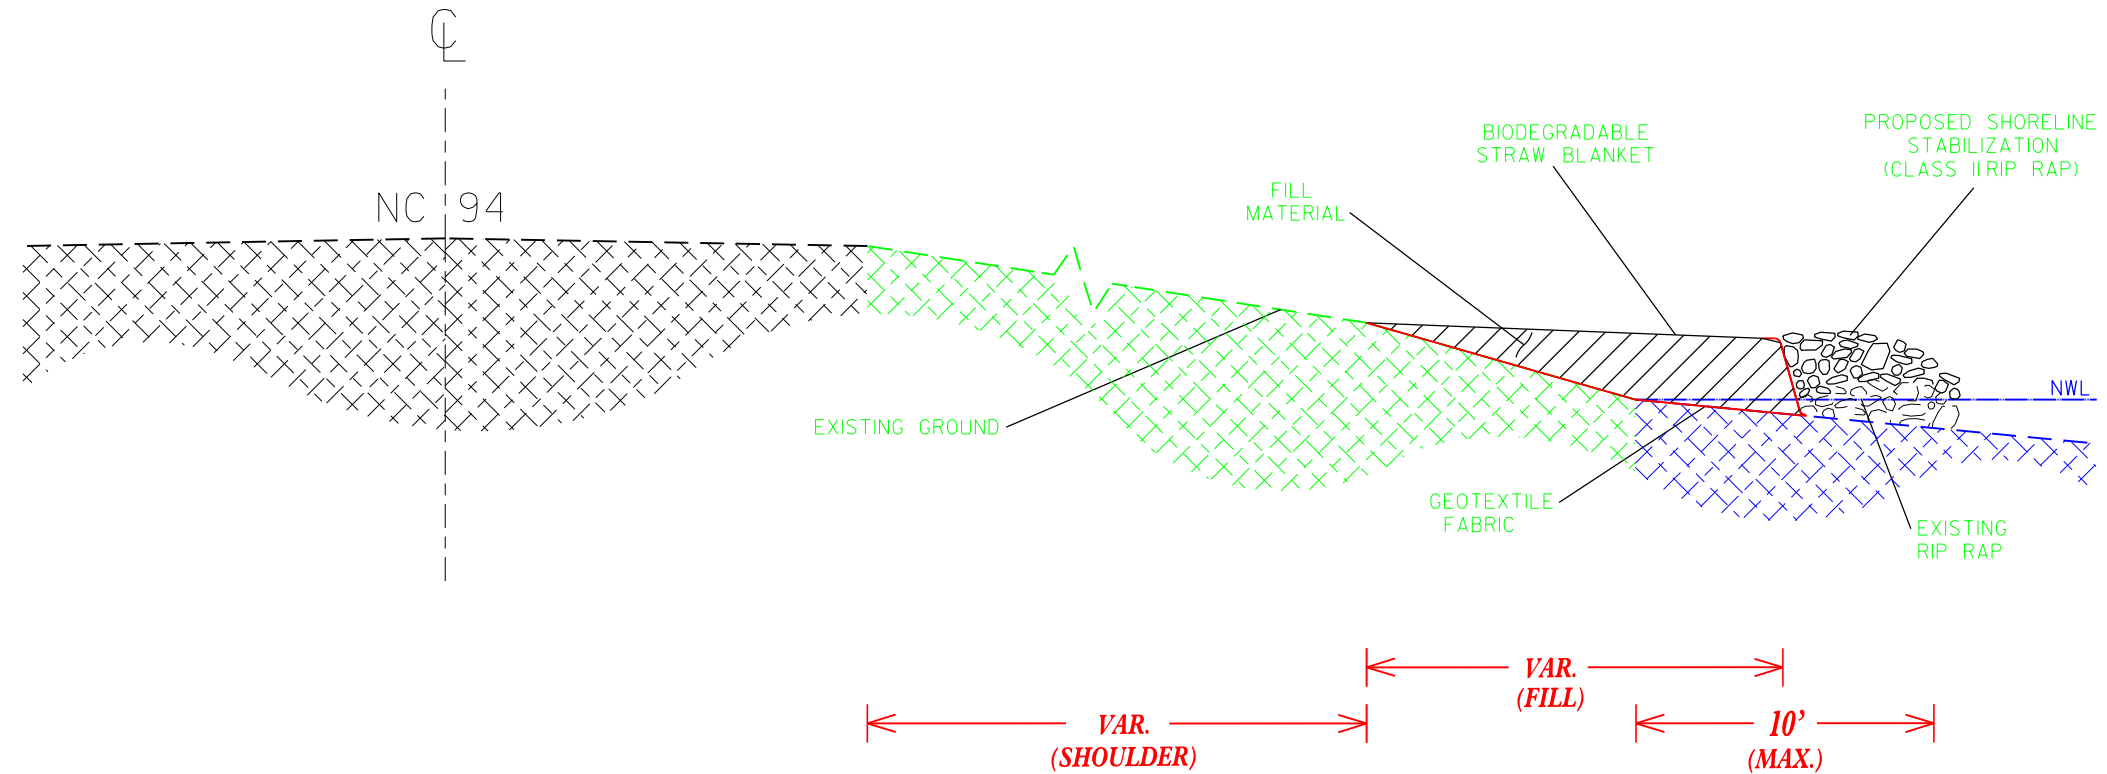 ℄
NC 94
BIODEGRADABLE
STRAW BLANKET
PROPOSED SHORELINE
STABILIZATION
(CLASS II RIP RAP)
FILL
MATERIAL
NWL
EXISTING GROUND
GEOTEXTILE
FABRIC
EXISTING
RIP RAP
VAR.
(FILL)
VAR.
(SHOULDER)
10'
(MAX.)